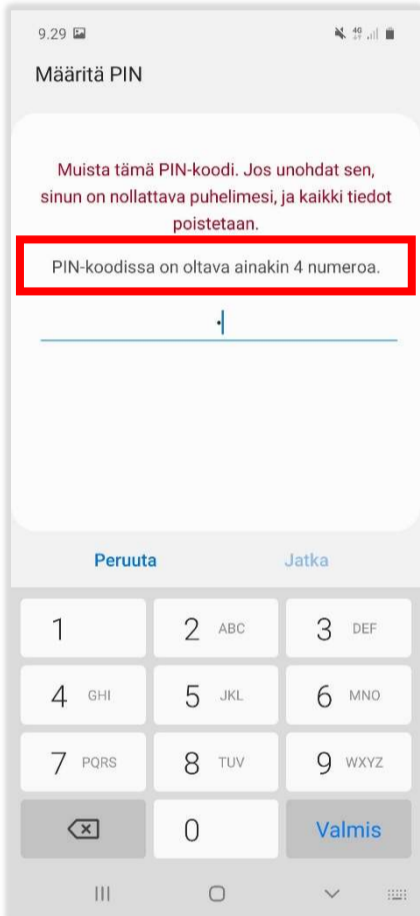 9.29
4G
Määritä PIN
Muista tämä PIN-koodi. Jos unohdat sen,
sinun on nollattava puhelimesi, ja kaikki tiedot
poistetaan.
PIN-koodissa on oltava ainakin 4 numeroa.
Peruuta Jatka
1 2 ABC 3 DEF
4 GHI 5 JKL 6 MNO
7 PQRS 8 TUV 9 WXYZ
0 Valmis